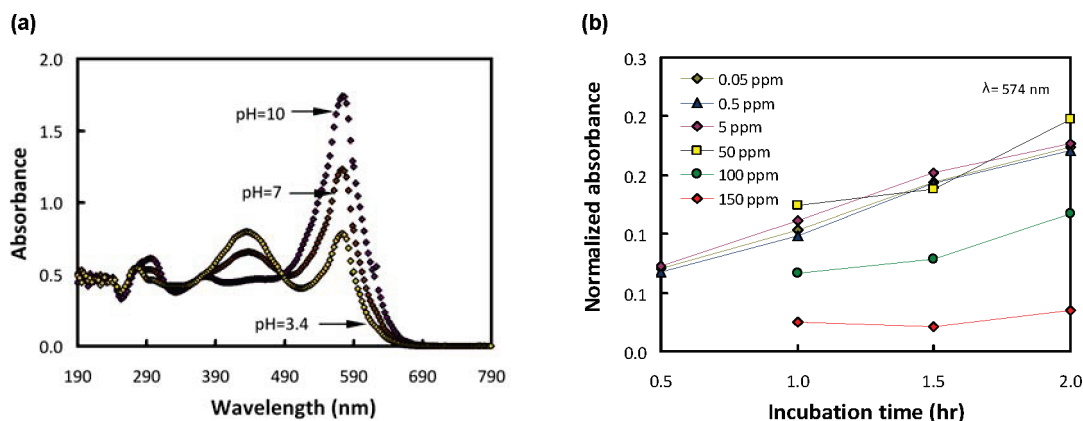 (a)
2.0
1.5
1.0
0.5
0.0
Absorbance
pH=10
pH=7
pH=3.4
190 290 390 490 590 690 790
Wavelength (nm)
(b)
0.3
0.2
0.2
0.1
0.1
0.0
Normalized absorbance
0.05 ppm
0.5 ppm
5 ppm
50 ppm
100 ppm
150 ppm
λ= 574 nm
0.5 1.0 1.5 2.0
Incubation time (hr)